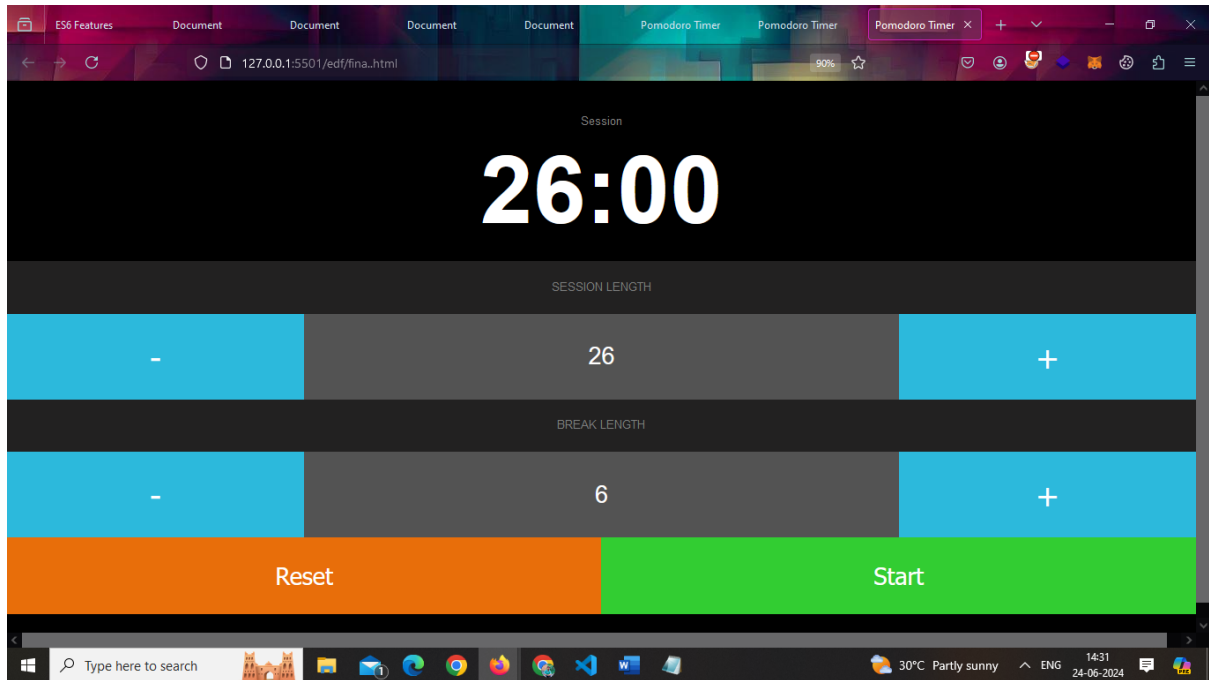 ES6 Features Document Document Document Document Pomodoro Timer Pomodoro Timer Pomodoro Timer
127.0.0.1:5501/edf/fina..html 90%
Session
26:00
SESSION LENGTH
- 26 +
BREAK LENGTH
- 6 +
Reset Start
Type here to search 1 30°C Partly sunny ENG 14:31
24-06-2024